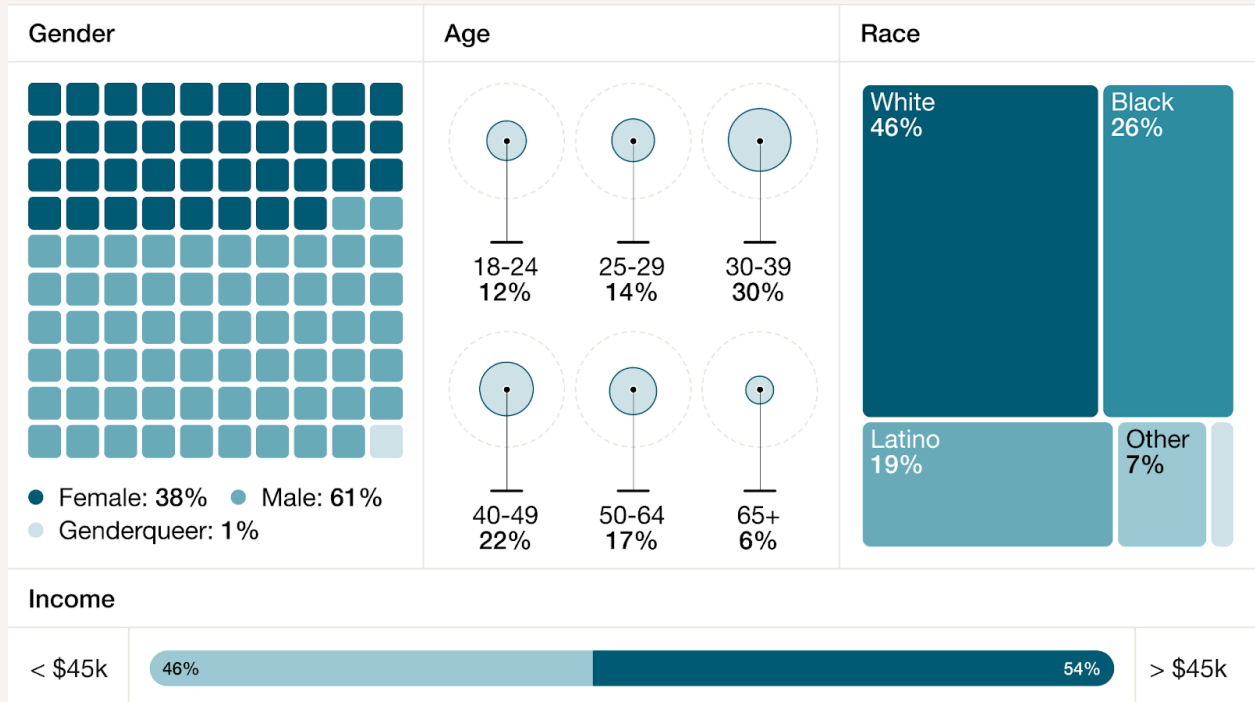 Gender
Female: 38% Male: 61%
Genderqueer: 1%
Age
18-24 25-29 30-39
12% 14% 30%
40-49 50-64 65+
22% 17% 6%
Race
White Black
46% 26%
Latino Other
19% 7%
Income
< $45k 46% 54% > $45k